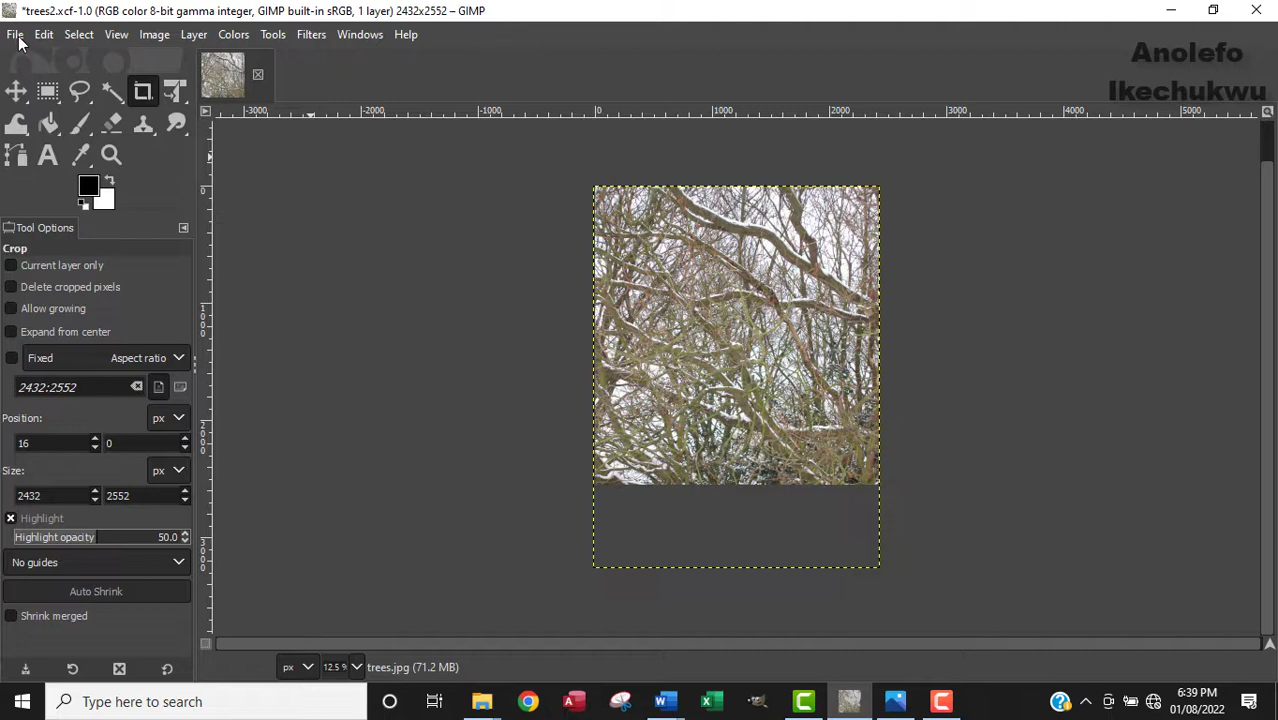 *trees2.xcf-1.0 (RGB color 8-bit gamma integer, GIMP built-in sRGB, 1 layer) 2432x2552 – GIMP
File Edit Select View Image Layer Filters Colors Tools Filters Windows Help
Anolefo
Ikechukwu
-3000 -2000 -1000 0 1000 2000 3000 4000 5000
0
1000
2000
3000
Tool Options
Crop
Current layer only
Delete cropped pixels
Allow growing
Expand from center
Fixed Aspect ratio
2432:2552
Position: px
16 0
Size: px
2432 2552
Highlight
Highlight opacity 50.0
No guides
Auto Shrink
Shrink merged
px 12.5 % trees.jpg (71.2 MB)
Type here to search
6:39 PM
01/08/2022